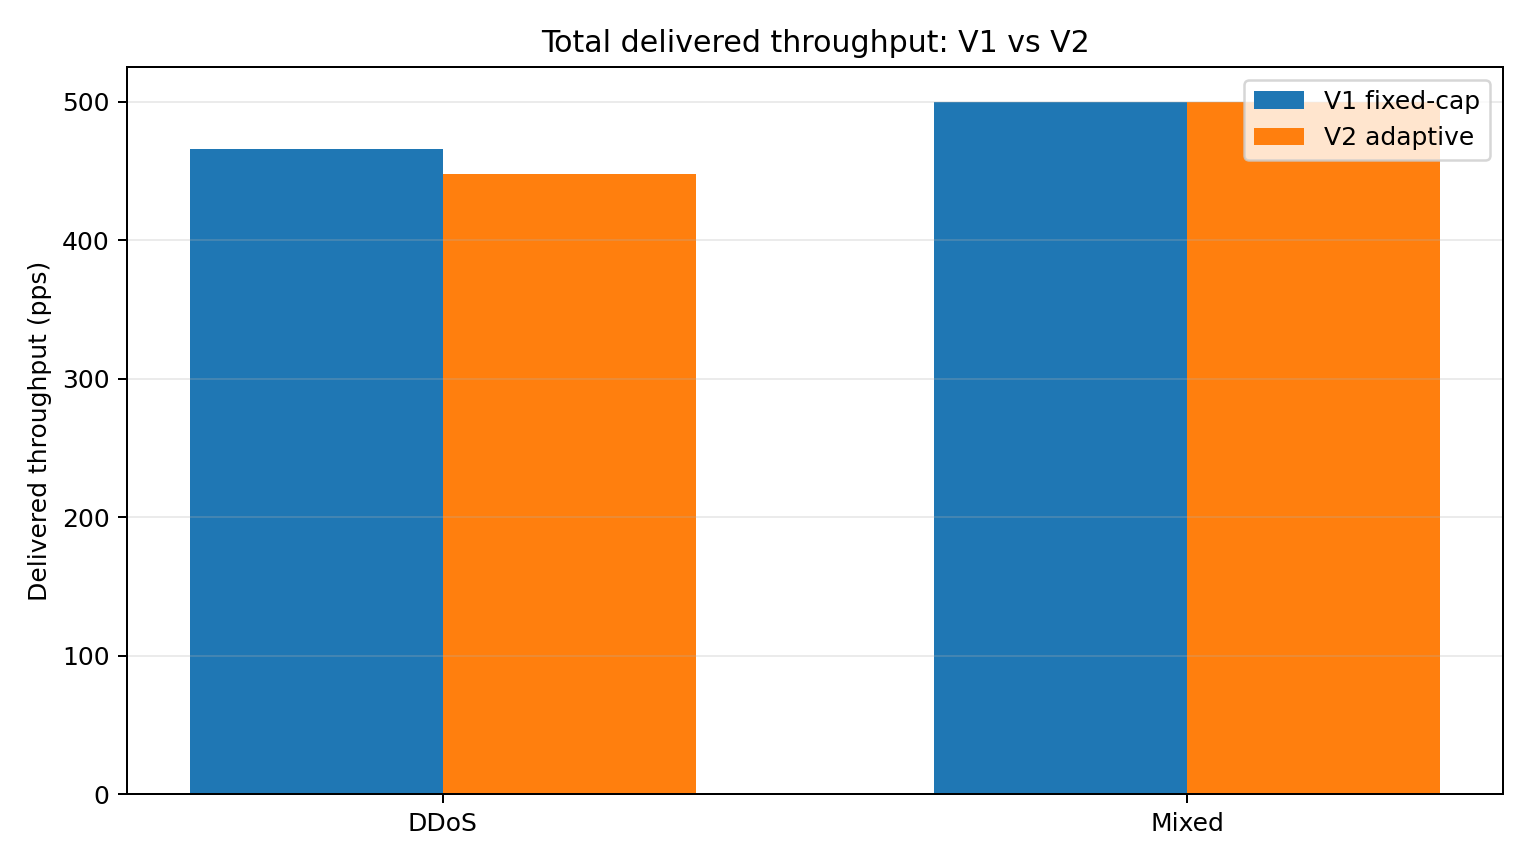 Total delivered throughput: V1 vs V2
V1 fixed-cap
V2 adaptive
Delivered throughput (pps)
500
400
300
200
100
0
DDoS
Mixed